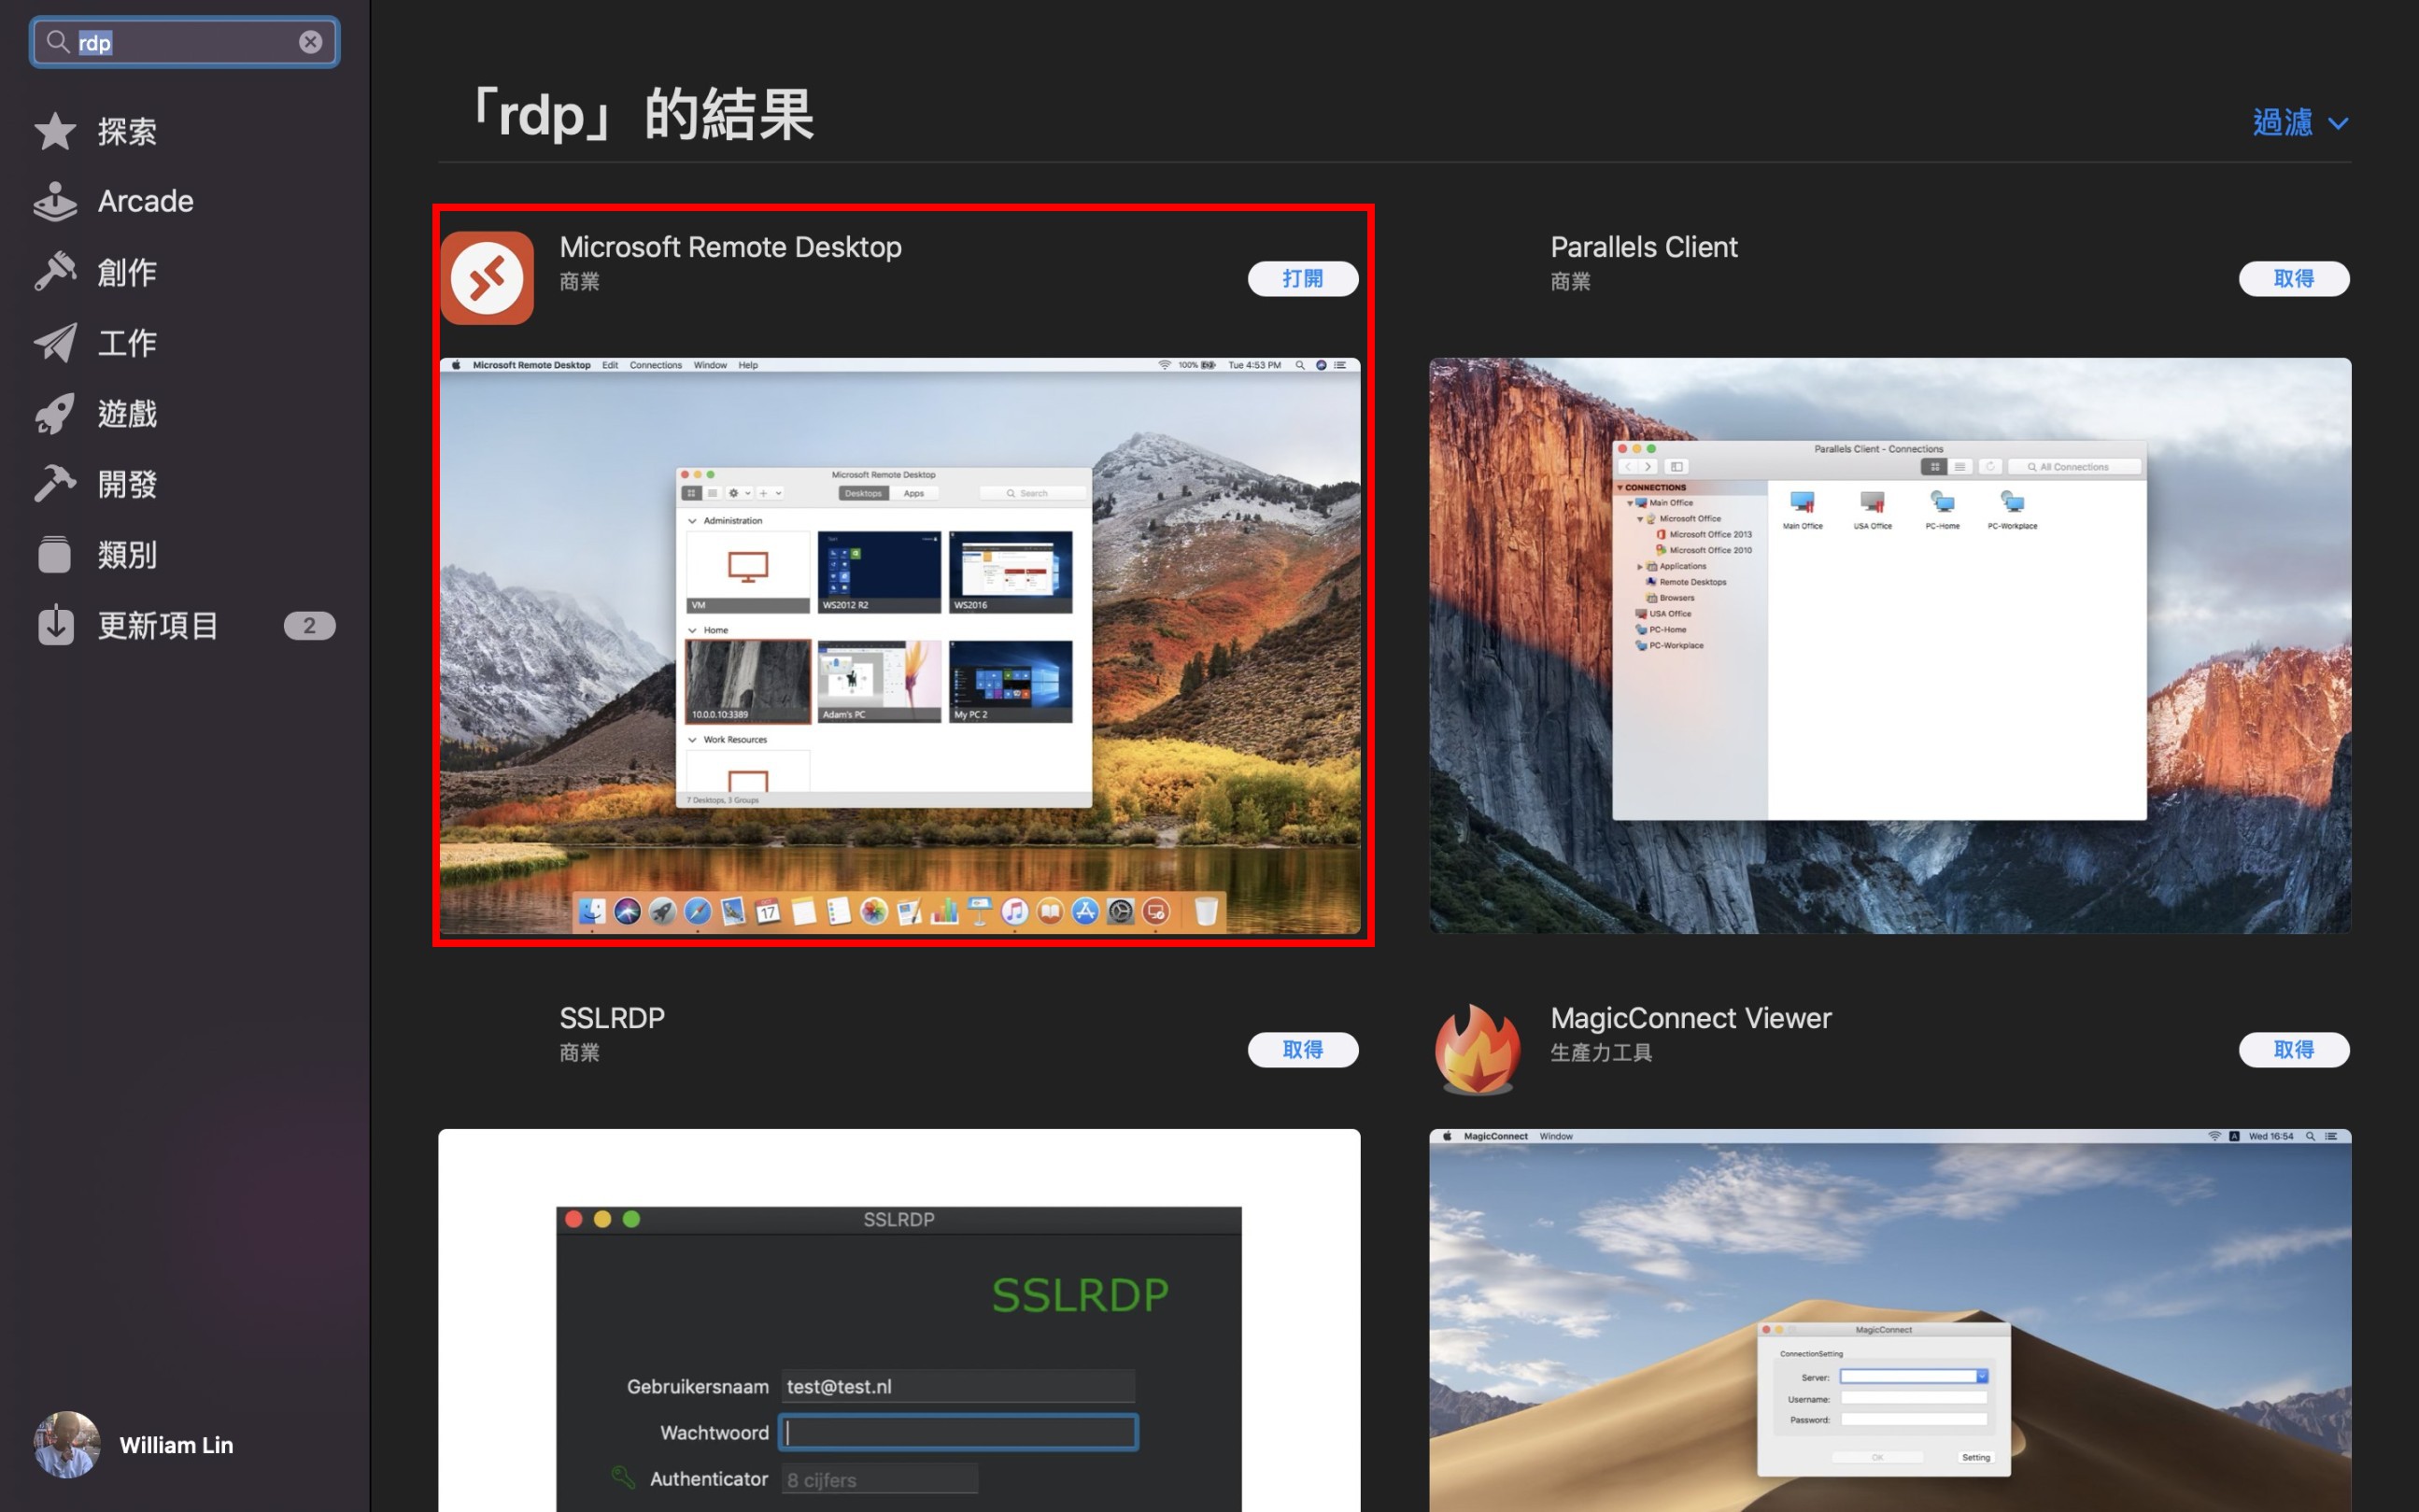 rdp
探索
Arcade
創作
工作
遊戲
開發
類別
更新項目 2
William Lin
「rdp」的結果
過濾
Microsoft Remote Desktop
商業
打開
Microsoft Remote Desktop Edit Connections Window Help
100% Tue 4:53 PM
Microsoft Remote Desktop
Desktops Apps
Search
Administration
VM
WS2012 R2
WS2016
Home
10.0.0.10:3389
Adam's PC
My PC 2
Work Resources
7 Desktops, 3 Groups
17
Parallels Client
商業
取得
Parallels Client - Connections
All Connections
CONNECTIONS
Main Office
Microsoft Office
Microsoft Office 2013
Microsoft Office 2010
Applications
Remote Desktops
Browsers
USA Office
PC-Home
PC-Workplace
Main Office
USA Office
PC-Home
PC-Workplace
SSLRDP
商業
取得
SSLRDP
SSLRDP
Gebruikersnaam test@test.nl
Wachtwoord
Authenticator 8 cijfers
MagicConnect Viewer
生產力工具
取得
MagicConnect Window
A Wed 16:54
MagicConnect
ConnectionSetting
Server:
Username:
Password:
OK
Setting